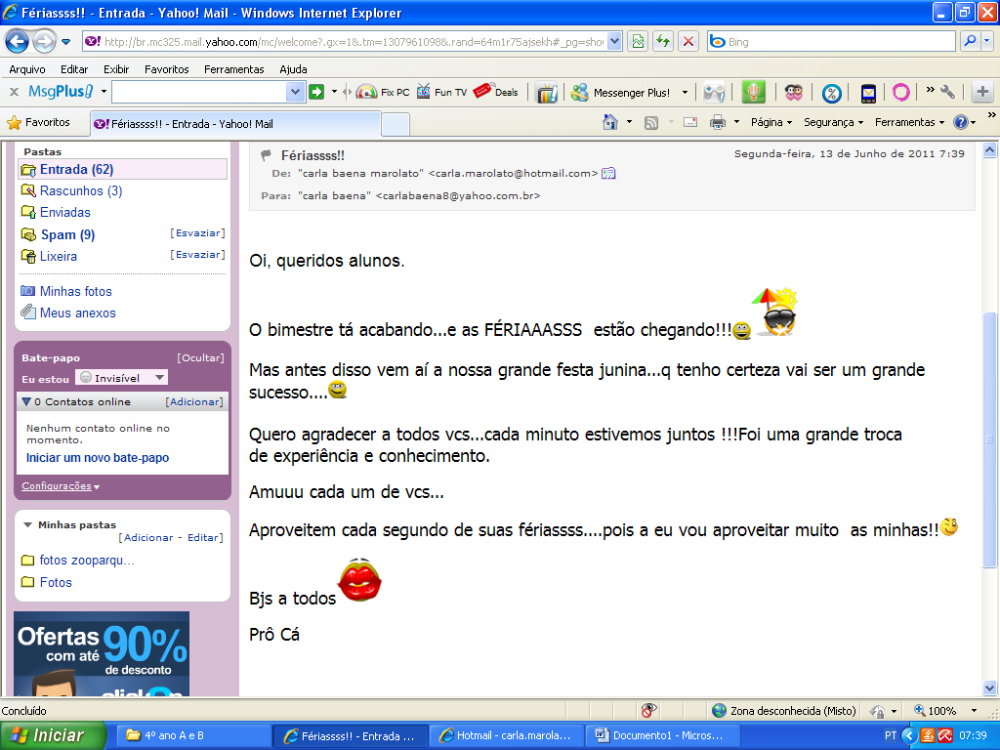 Fériassss!! - Entrada - Yahoo! Mail - Windows Internet Explorer
http://br.mc325.mail.yahoo.com/mc/welcome?.gx=1&.tm=1307961098&.rand=64m1r75ajsekh#_pg=sho
Bing
Arquivo Editar Exibir Favoritos Ferramentas Ajuda
MsgPlus! Fix PC Fun TV Deals Messenger Plus!
Favoritos Fériassss!! - Entrada - Yahoo! Mail Página Segurança Ferramentas
Pastas
Entrada (62)
Rascunhos (3)
Enviadas
Spam (9) [Esvaziar]
Lixeira [Esvaziar]
Minhas fotos
Meus anexos
Bate-papo [Ocultar]
Eu estou Invisível
0 Contatos online [Adicionar]
Nenhum contato online no
momento.
Iniciar um novo bate-papo
Configurações
Minhas pastas
[Adicionar - Editar]
fotos zooparqu...
Fotos
Ofertas
com até 90%
de desconto
Fériassss!! Segunda-feira, 13 de Junho de 2011 7:39
De: "carla baena marolato" <carla.marolato@hotmail.com>
Para: "carla baena" <carlabaena8@yahoo.com.br>
Oi, queridos alunos.
O bimestre tá acabando...e as FÉRIAAASSS estão chegando!!!
Mas antes disso vem aí a nossa grande festa junina...q tenho certeza vai ser um grande
sucesso....
Quero agradecer a todos vcs...cada minuto estivemos juntos !!!Foi uma grande troca
de experiência e conhecimento.
Amuuu cada um de vcs...
Aproveitem cada segundo de suas fériassss....pois a eu vou aproveitar muito as minhas!!
Bjs a todos
Prô Cá
Concluído Zona desconhecida (Misto) 100%
Iniciar 4º ano A e B Fériassss!! - Entrada ... Hotmail - carla.marola... Documento1 - Micros... PT 07:39